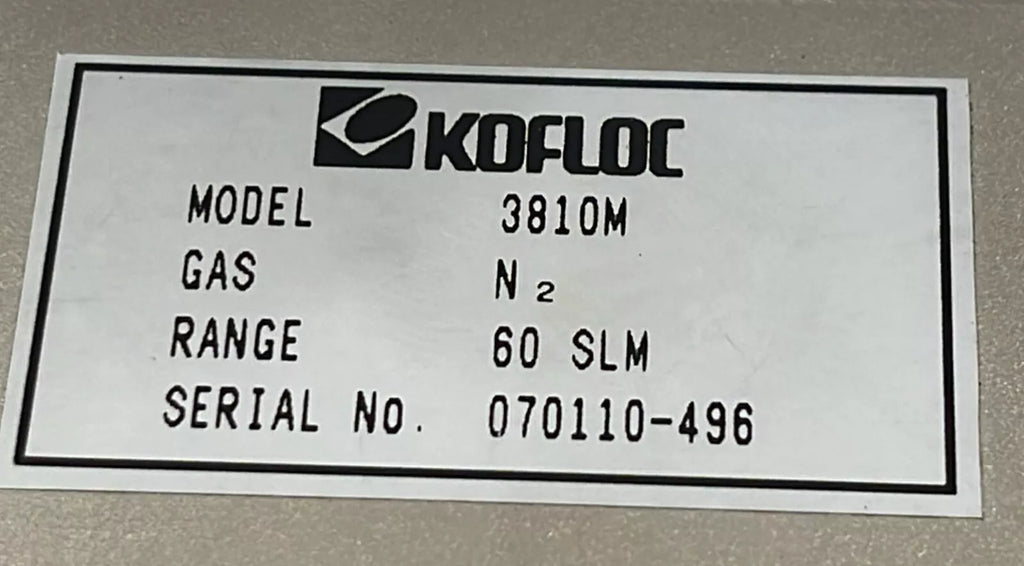 KOFLOC
MODEL 3810M
GAS N₂
RANGE 60 SLM
SERIAL No. 070110-496